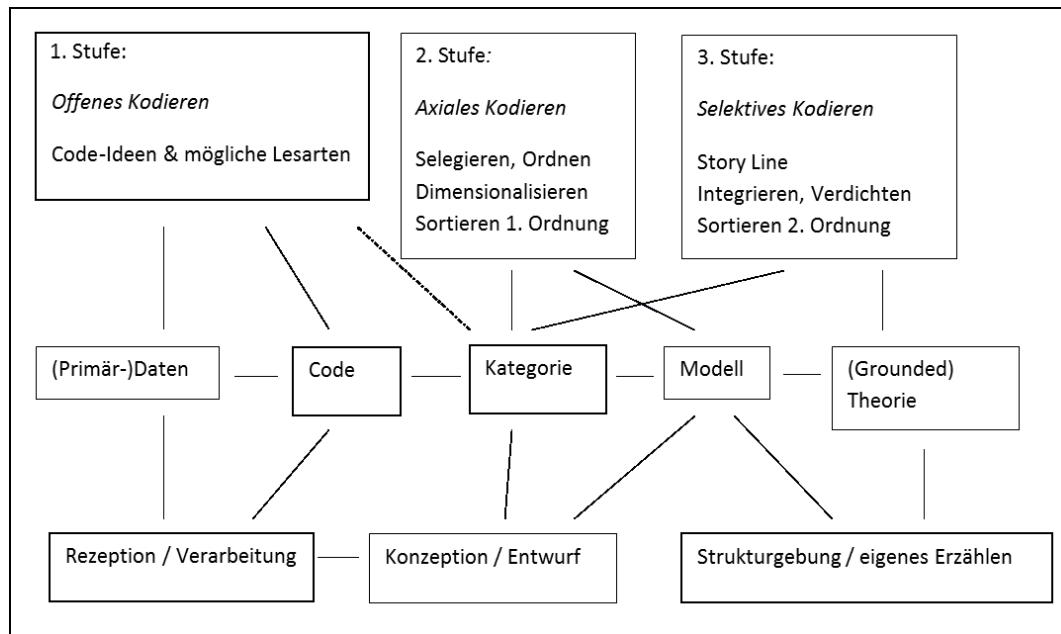 1. Stufe:
Offenes Kodieren
Code-Ideen & mögliche Lesarten
2. Stufe:
Axiales Kodieren
Selegieren, Ordnen
Dimensionalisieren
Sortieren 1. Ordnung
3. Stufe:
Selektives Kodieren
Story Line
Integrieren, Verdichten
Sortieren 2. Ordnung
(Primär-)Daten
Code
Kategorie
Modell
(Grounded)
Theorie
Rezeption / Verarbeitung
Konzeption / Entwurf
Strukturgebung / eigenes Erzählen